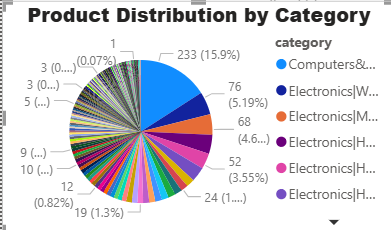 Product Distribution by Category
1
(0.07%)
3 (0....)
3 (0...)
5 (...)
9 (...)
10 (...)
12
(0.82%)
19 (1.3%)
24 (1....)
52
(3.55%)
68
(4.6...)
76
(5.19%)
233 (15.9%)
category
Computers&...
Electronics|W...
Electronics|M...
Electronics|H...
Electronics|H...
Electronics|H...